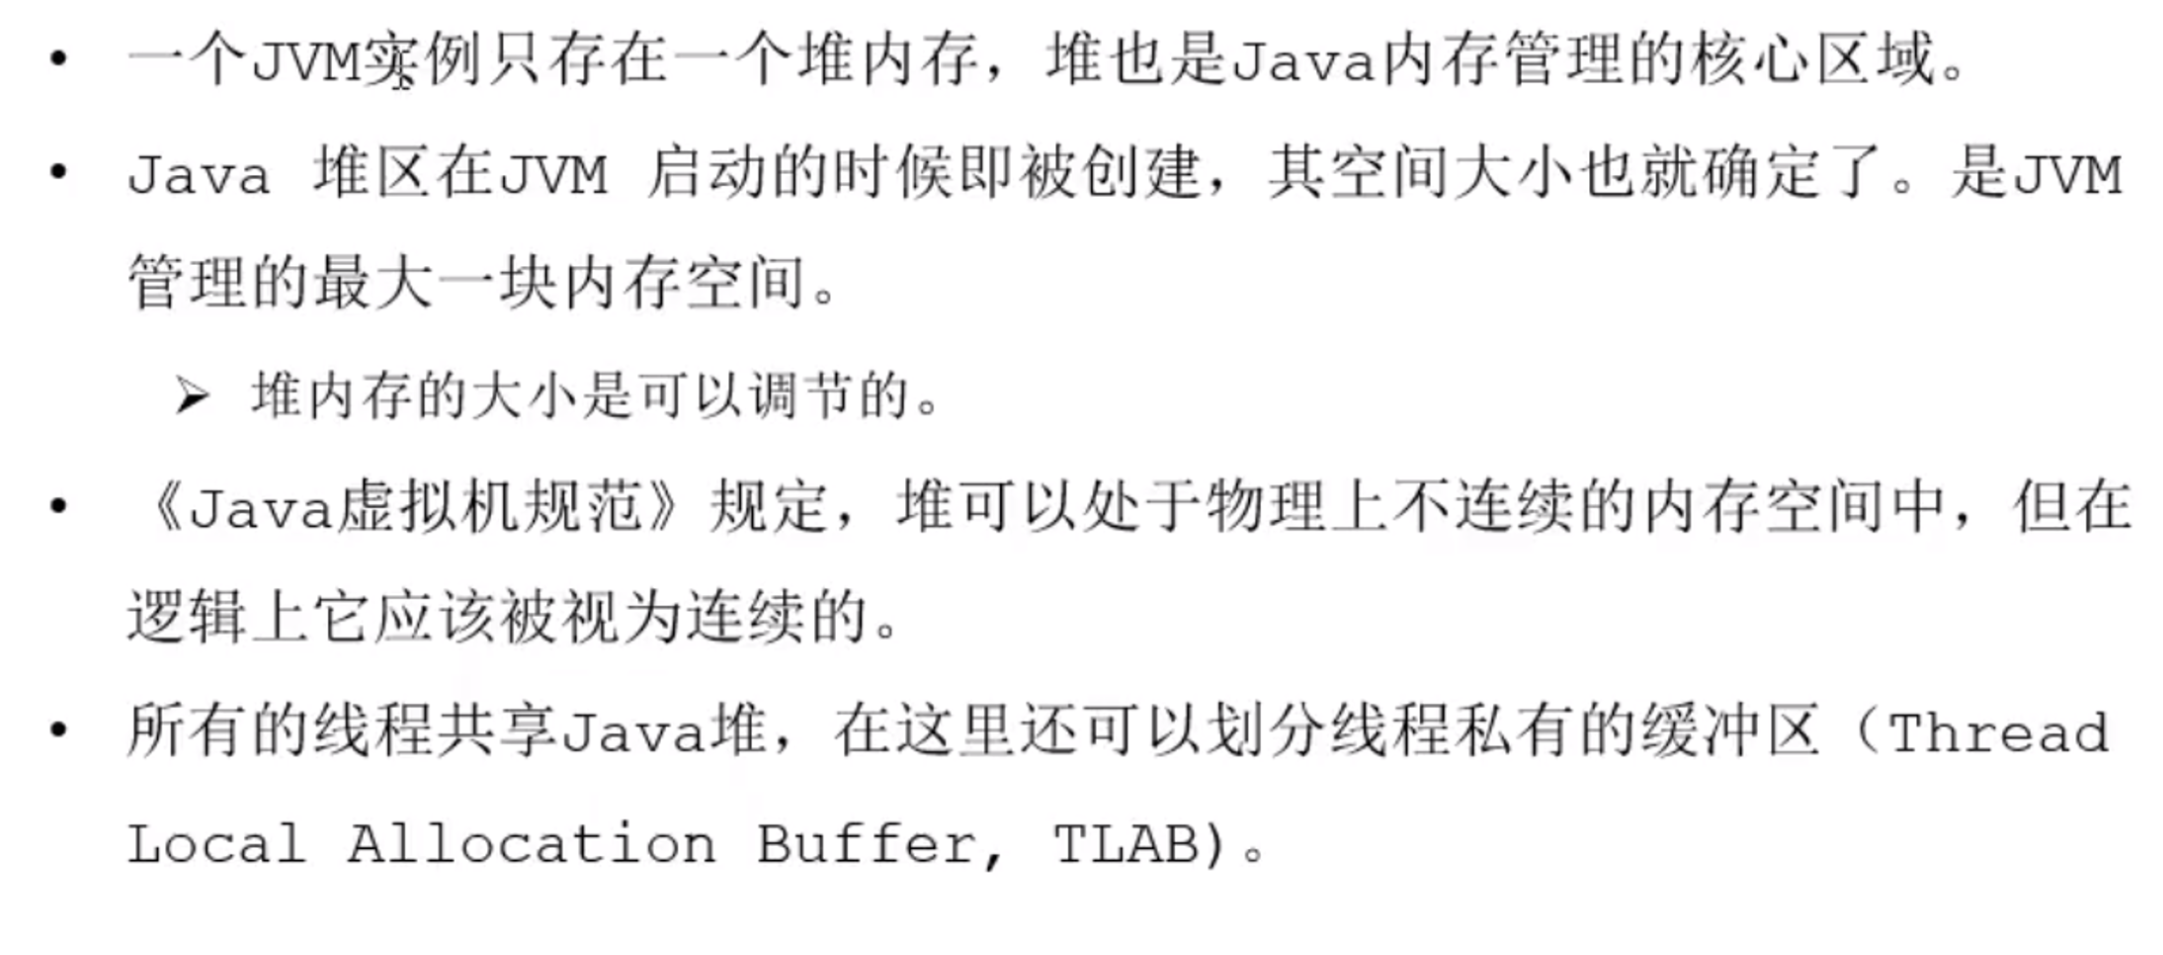 • 一个JVM实例只存在一个堆内存，堆也是Java内存管理的核心区域。
• Java 堆区在JVM 启动的时候即被创建，其空间大小也就确定了。是JVM
管理的最大一块内存空间。
➢ 堆内存的大小是可以调节的。
• 《Java虚拟机规范》规定，堆可以处于物理上不连续的内存空间中，但在
逻辑上它应该被视为连续的。
• 所有的线程共享Java堆，在这里还可以划分线程私有的缓冲区（Thread
Local Allocation Buffer, TLAB)。